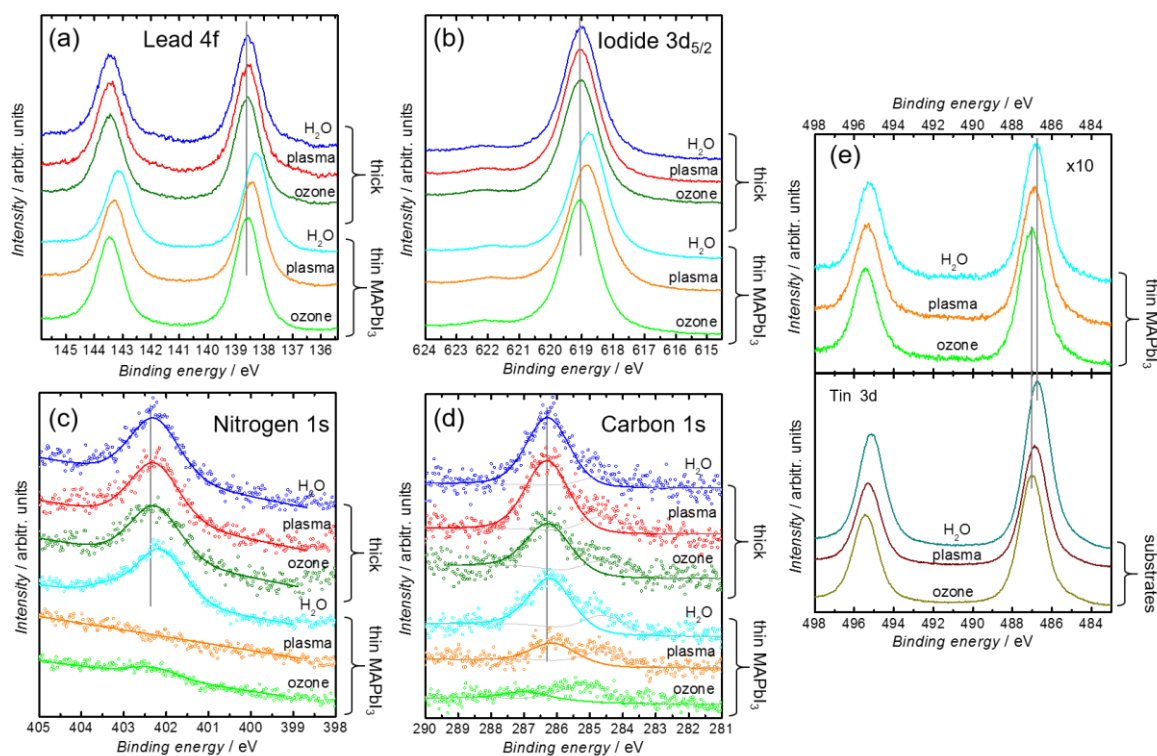 (a) Lead 4f
Intensity / arbitr. units
H₂O
plasma
ozone
thick
H₂O
plasma
ozone
thin MAPbI₃
145 144 143 142 141 140 139 138 137 136
Binding energy / eV
(b) Iodide 3d₅/₂
Intensity / arbitr. units
H₂O
plasma
ozone
thick
H₂O
plasma
ozone
thin MAPbI₃
624 623 622 621 620 619 618 617 616 615
Binding energy / eV
(c) Nitrogen 1s
Intensity / arbitr. units
H₂O
plasma
ozone
thick
H₂O
plasma
ozone
thin MAPbI₃
405 404 403 402 401 400 399 398
Binding energy / eV
(d) Carbon 1s
Intensity / arbitr. units
H₂O
plasma
ozone
thick
H₂O
plasma
ozone
thin MAPbI₃
290 289 288 287 286 285 284 283 282 281
Binding energy / eV
Binding energy / eV
498 496 494 492 490 488 486 484
(e) x10
Intensity / arbitr. units
H₂O
plasma
ozone
thin MAPbI₃
Tin 3d
Intensity / arbitr. units
H₂O
plasma
ozone
substrates
498 496 494 492 490 488 486 484
Binding energy / eV